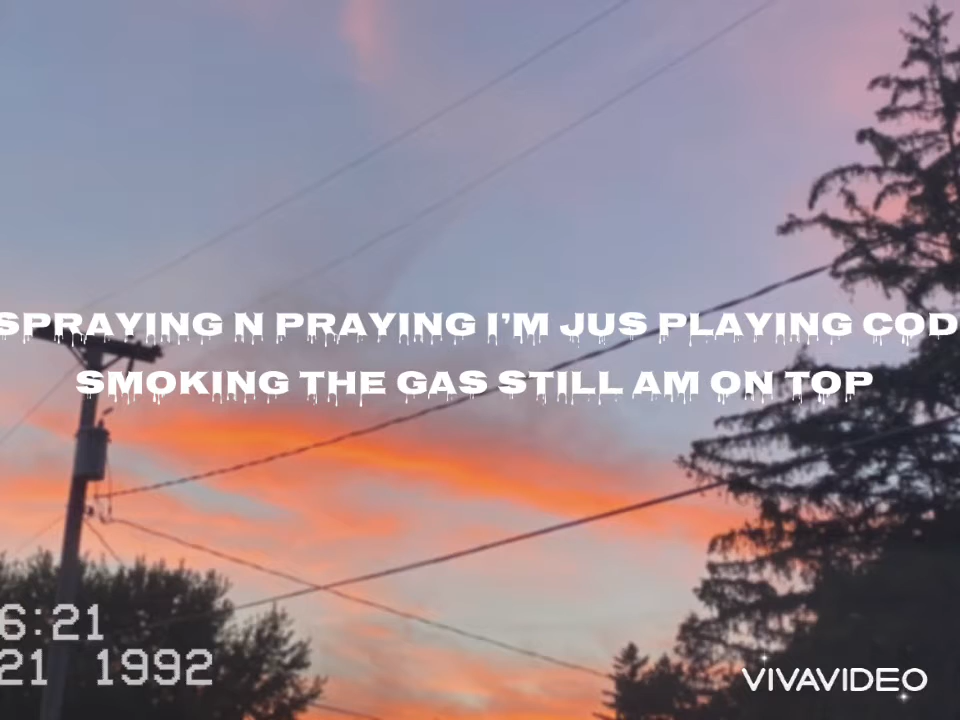 SPRAYING N PRAYING I'M JUS PLAYING COD
SMOKING THE GAS STILL AM ON TOP
6:21
21 1992
VIVAVIDEO